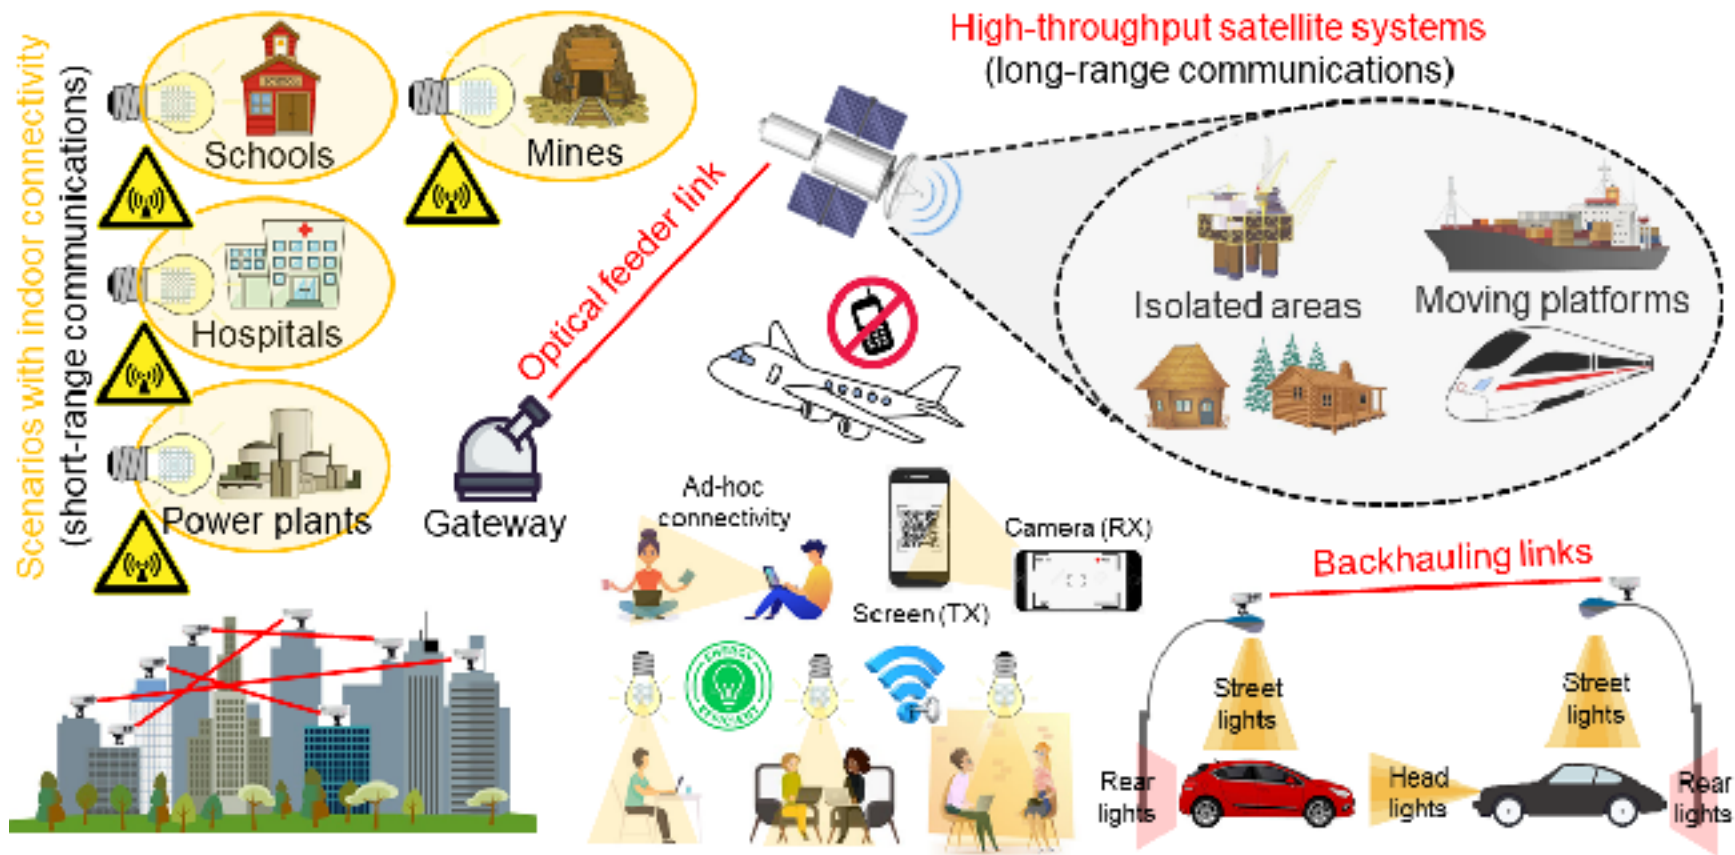 Scenarios with indoor connectivity
(short-range communications)
Schools
Mines
Hospitals
Power plants
High-throughput satellite systems
(long-range communications)
Optical feeder link
Gateway
Isolated areas
Moving platforms
Ad-hoc
connectivity
Screen (TX)
Camera (RX)
ENERGY
EFFICIENT
Backhauling links
Street
lights
Street
lights
Rear
lights
Head
lights
Rear
lights